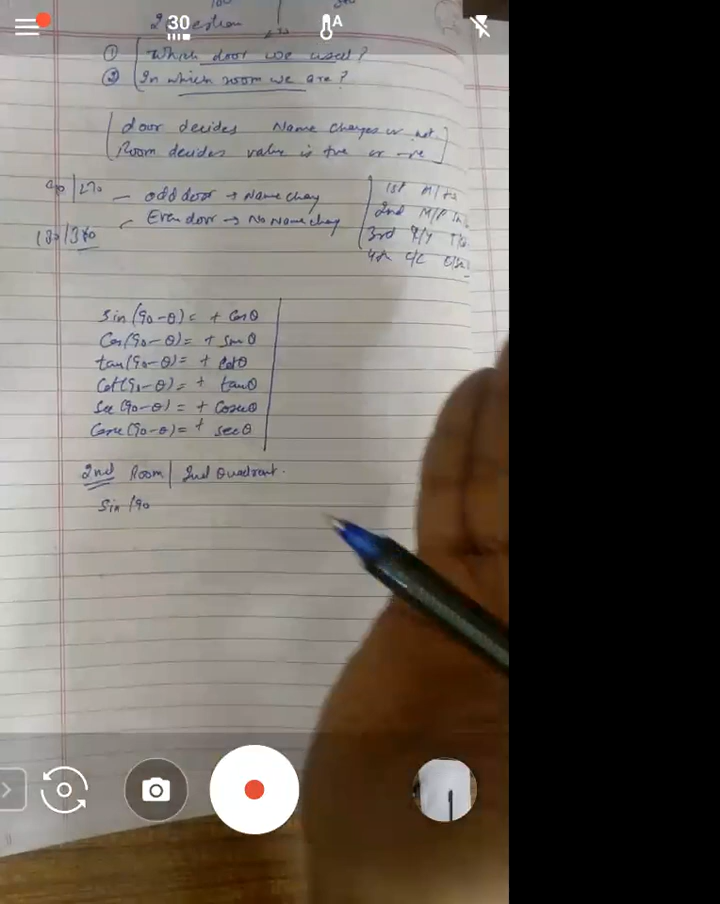 30
A
2 question
① Which door we used?
② In which room we are?
door decides Name changes or not
Room decides value is +ve or -ve
90/270 — odd door → Name chang
180/360 — Even door → No Name chang
1st
2nd
3rd
4th
sin(90-θ) = + cosθ
Cos(90-θ) = + sinθ
tan(90-θ) = + cotθ
Cot(90-θ) = + tanθ
Sec(90-θ) = + Cosecθ
Cosec(90-θ) = + secθ
2nd Room | 2nd Quadrant.
Sin (90